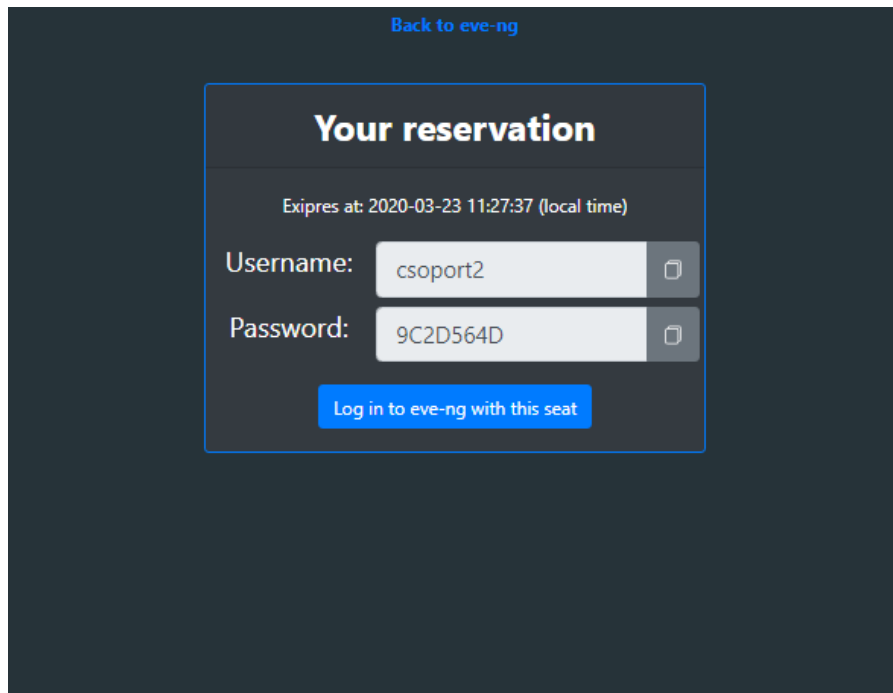 Back to eve-ng
Your reservation
Exipres at: 2020-03-23 11:27:37 (local time)
Username: csoport2
Password: 9C2D564D
Log in to eve-ng with this seat